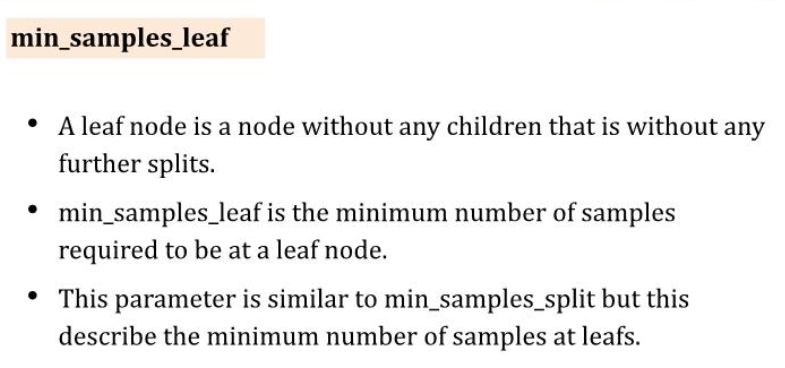 min_samples_leaf
• A leaf node is a node without any children that is without any
further splits.
• min_samples_leaf is the minimum number of samples
required to be at a leaf node.
• This parameter is similar to min_samples_split but this
describe the minimum number of samples at leafs.